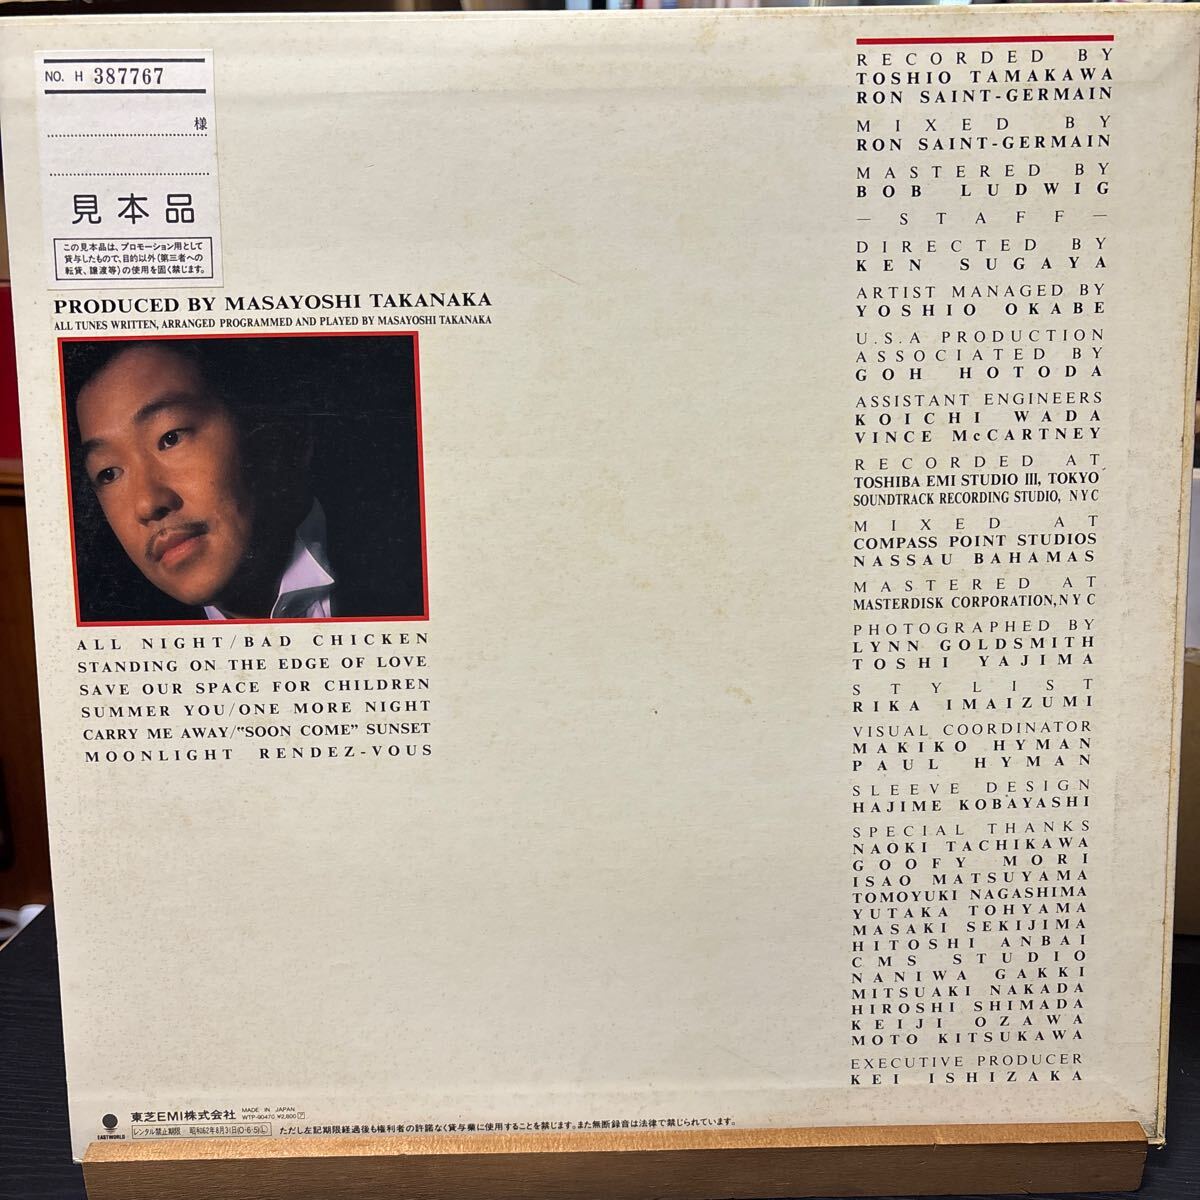 NO. H 387767
様
見本品
この見本品は、プロモーション用として
貸与したもので、目的以外(第三者への
転貸、譲渡等)の使用を固く禁じます。
PRODUCED BY MASAYOSHI TAKANAKA
ALL TUNES WRITTEN, ARRANGED PROGRAMMED AND PLAYED BY MASAYOSHI TAKANAKA
ALL NIGHT/BAD CHICKEN
STANDING ON THE EDGE OF LOVE
SAVE OUR SPACE FOR CHILDREN
SUMMER YOU/ONE MORE NIGHT
CARRY ME AWAY/"SOON COME" SUNSET
MOONLIGHT RENDEZ-VOUS
RECORDED BY
TOSHIO TAMAKAWA
RON SAINT-GERMAIN
MIXED BY
RON SAINT-GERMAIN
MASTERED BY
BOB LUDWIG
— STAFF —
DIRECTED BY
KEN SUGAYA
ARTIST MANAGED BY
YOSHIO OKABE
U.S.A PRODUCTION
ASSOCIATED BY
GOH HOTODA
ASSISTANT ENGINEERS
KOICHI WADA
VINCE McCARTNEY
RECORDED AT
TOSHIBA EMI STUDIO III, TOKYO
SOUNDTRACK RECORDING STUDIO, NYC
MIXED AT
COMPASS POINT STUDIOS
NASSAU BAHAMAS
MASTERED AT
MASTERDISK CORPORATION, NYC
PHOTOGRAPHED BY
LYNN GOLDSMITH
TOSHI YAJIMA
STYLIST
RIKA IMAIZUMI
VISUAL COORDINATOR
MAKIKO HYMAN
PAUL HYMAN
SLEEVE DESIGN
HAJIME KOBAYASHI
SPECIAL THANKS
NAOKI TACHIKAWA
GOOFY MORI
ISAO MATSUYAMA
TOMOYUKI NAGASHIMA
YUTAKA TOHYAMA
MASAKI SEKIJIMA
HITOSHI ANBAI
CMS STUDIO
NANIWA GAKKI
MITSUAKI NAKADA
HIROSHI SHIMADA
KEIJI OZAWA
MOTO KITSUKAWA
EXECUTIVE PRODUCER
KEI ISHIZAKA
EASTWORLD
東芝EMI株式会社
MADE IN JAPAN
WTP-90470 ¥2,800 ア
レンタル禁止期限 昭和62年8月31日(O・6・5)Ⓛ
ただし左記期限経過後も権利者の許諾なく貸与業に使用することを禁じます。また無断録音は法律で禁じられています。